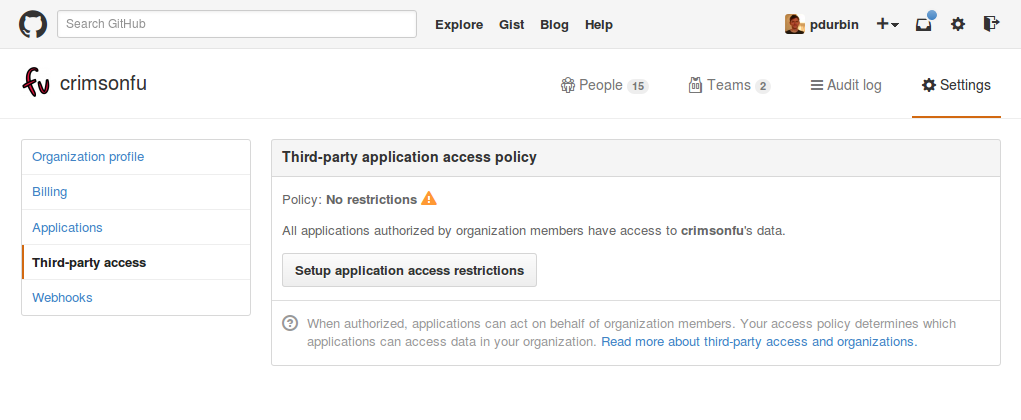 Search GitHub
Explore Gist Blog Help
pdurbin
fu crimsonfu
People 15 Teams 2 Audit log Settings
Organization profile
Billing
Applications
Third-party access
Webhooks
Third-party application access policy
Policy: No restrictions
All applications authorized by organization members have access to crimsonfu's data.
Setup application access restrictions
When authorized, applications can act on behalf of organization members. Your access policy determines which
applications can access data in your organization. Read more about third-party access and organizations.